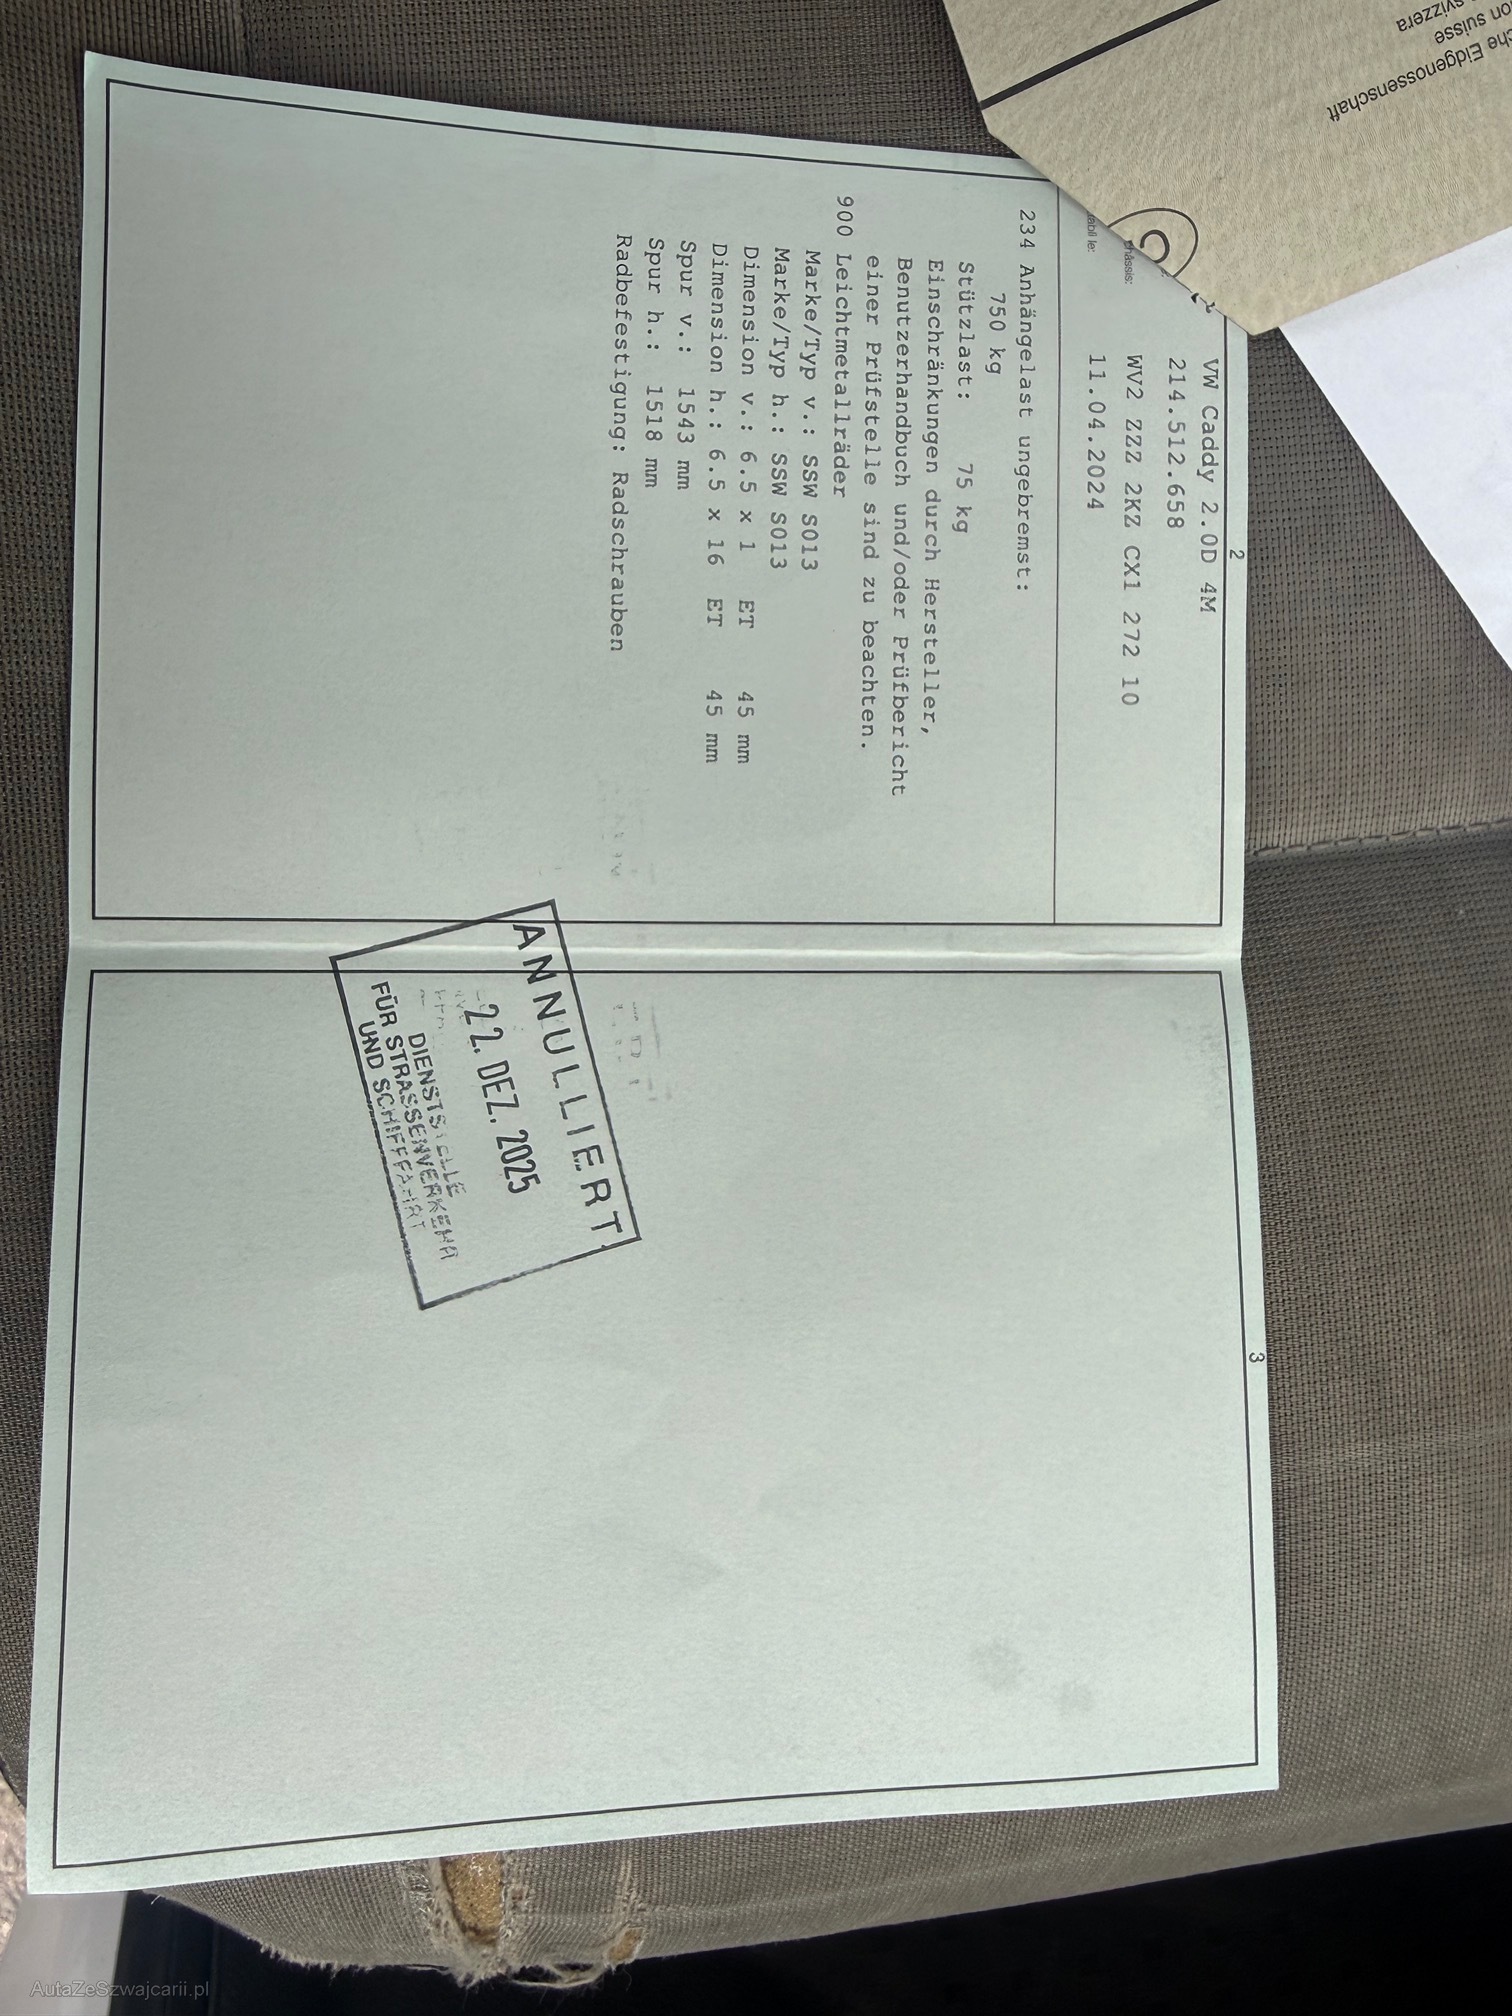 2
VW Caddy 2.0D 4M
214.512.658
WV2 ZZZ 2KZ CX1 272 10
11.04.2024
234 Anhängelast ungebremst:
750 kg
Stützlast: 75 kg
Einschränkungen durch Hersteller,
Benutzerhandbuch und/oder Prüfbericht
einer Prüfstelle sind zu beachten.
900 Leichtmetallräder
Marke/Typ v.: SSW S013
Marke/Typ h.: SSW S013
Dimension v.: 6.5 x 1 ET 45 mm
Dimension h.: 6.5 x 16 ET 45 mm
Spur v.: 1543 mm
Spur h.: 1518 mm
Radbefestigung: Radschrauben
3
ANNULLIERT
22. DEZ. 2025
DIENSTSTELLE
FÜR STRASSENVERKEHR
UND SCHIFFFAHRT
Eidgenossenschaft
suisse
svizzera
AutaZeSzwajcarii.pl